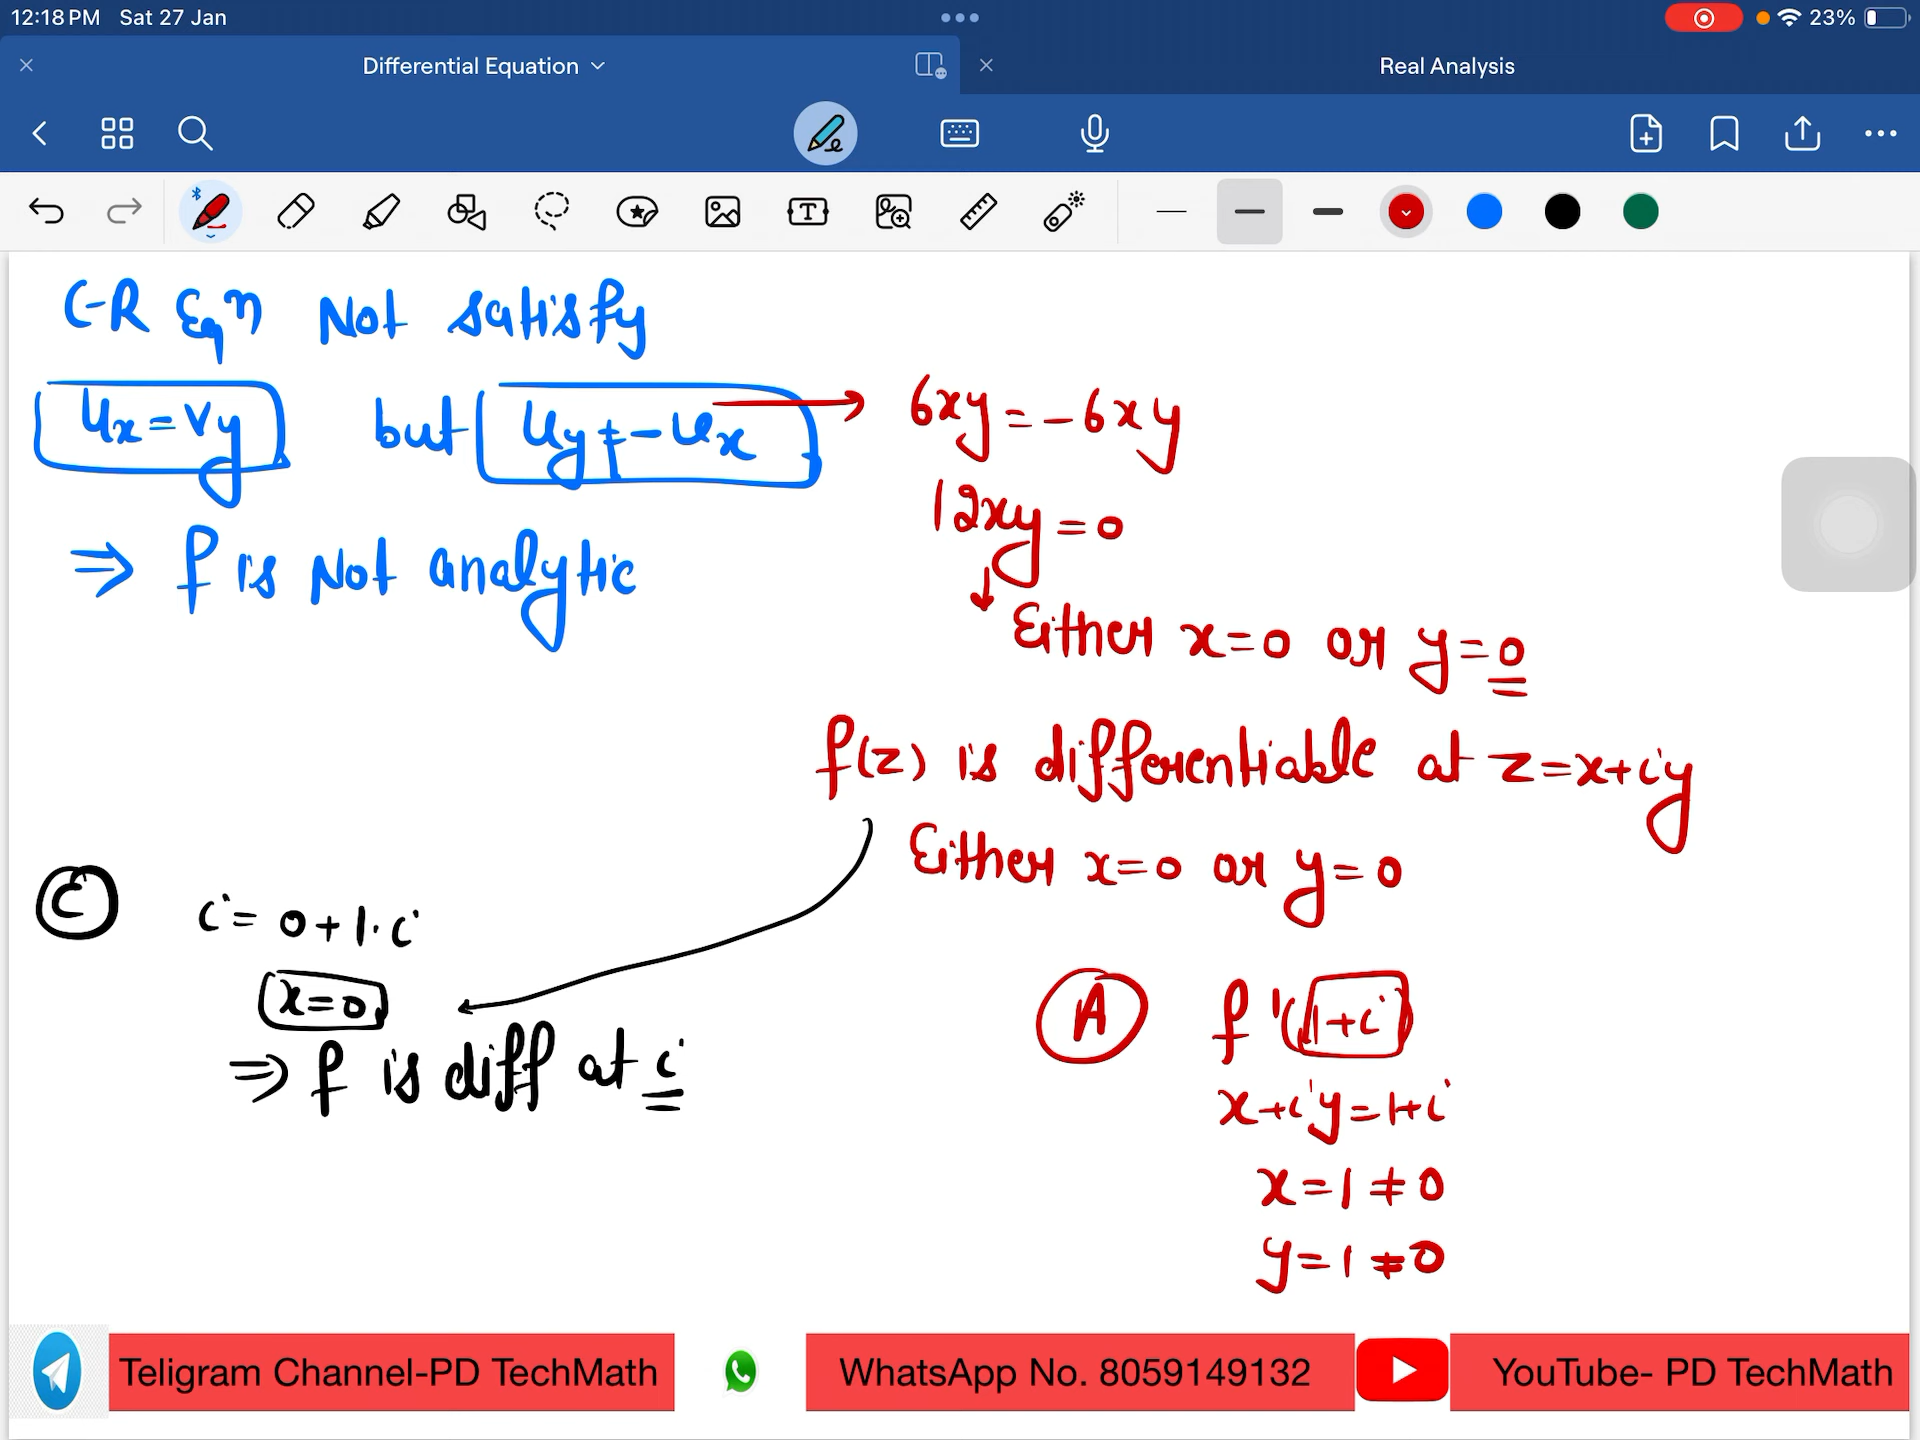 12:18 PM Sat 27 Jan
23%
Differential Equation
Real Analysis
C-R Eqn Not satisfy
ux = vy but uy ≠ -vx → 6xy = -6xy
12xy = 0
⇒ f is Not analytic
Either x=0 or y=0
f(z) is differentiable at z=x+iy
Either x=0 or y=0
C i = 0+1·i
x=0
⇒ f is diff at i
A f'(1+i)
x+iy=1+i
x=1≠0
y=1≠0
Teligram Channel-PD TechMath
WhatsApp No. 8059149132
YouTube- PD TechMath